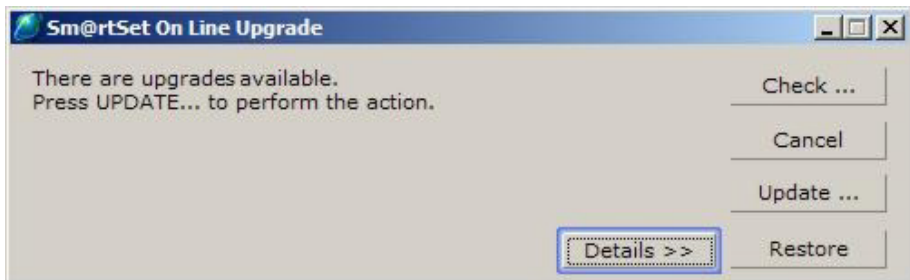 Sm@rtSet On Line Upgrade
There are upgrades available.
Press UPDATE... to perform the action.
Check ...
Cancel
Update ...
Details >>
Restore